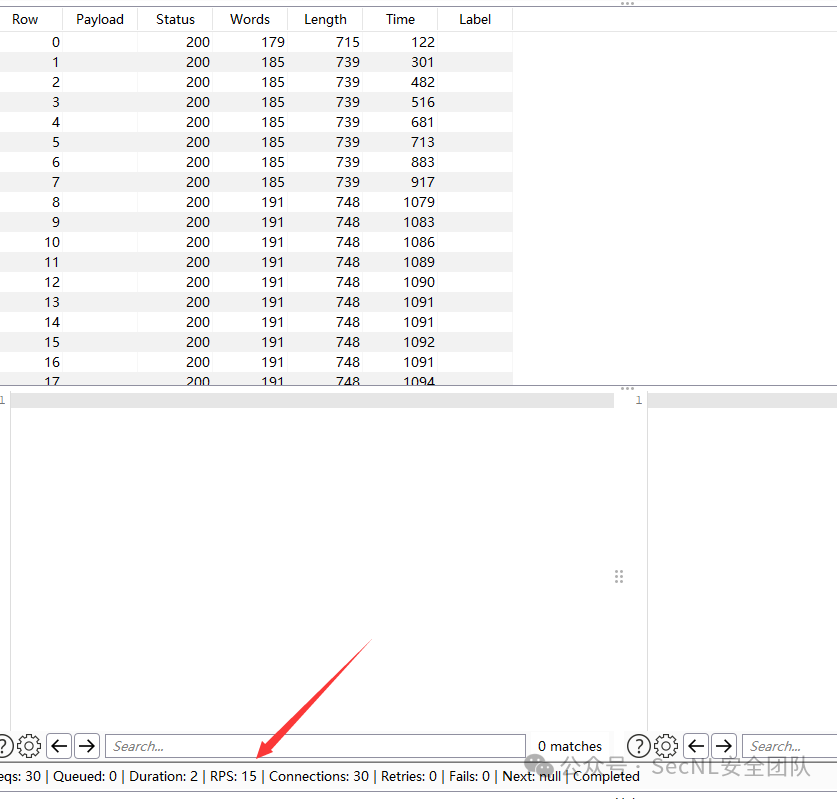 Row Payload Status Words Length Time Label
0 200 179 715 122
1 200 185 739 301
2 200 185 739 482
3 200 185 739 516
4 200 185 739 681
5 200 185 739 713
6 200 185 739 883
7 200 185 739 917
8 200 191 748 1079
9 200 191 748 1083
10 200 191 748 1086
11 200 191 748 1089
12 200 191 748 1090
13 200 191 748 1091
14 200 191 748 1091
15 200 191 748 1092
16 200 191 748 1091
17 200 191 748 1094
1 1
? Search... 0 matches ? Search...
eqs: 30 | Queued: 0 | Duration: 2 | RPS: 15 | Connections: 30 | Retries: 0 | Fails: 0 | Next: null | Completed
公众号：SecNL安全团队